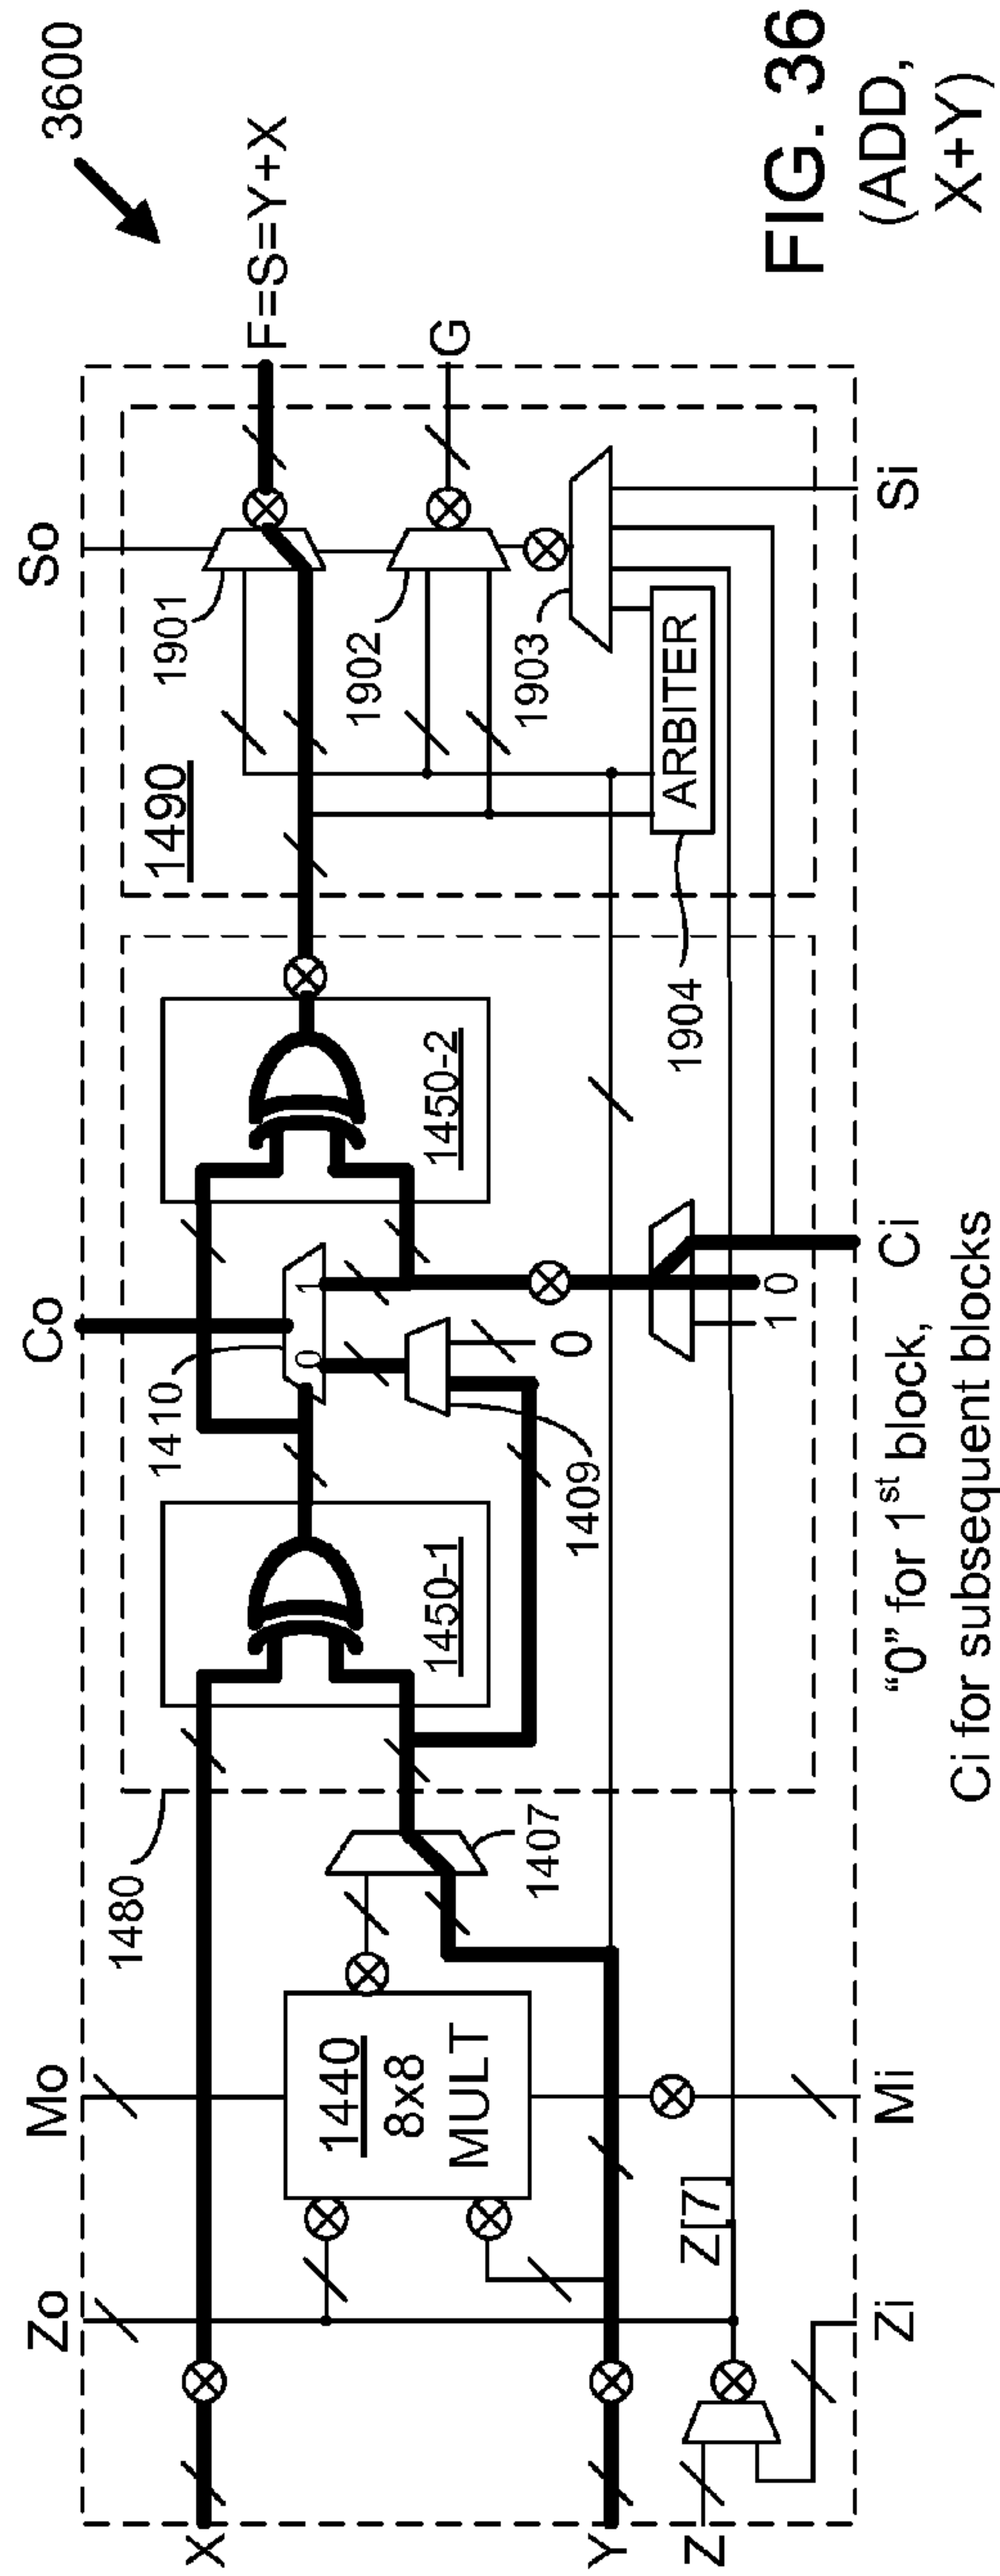 3600
Zo
Mo
Co
So
X
Y
Z
1480
1440
8x8
MULT
1407
Z[7]
1450-1
1410
0
1
1409
0
1450-2
1 0
1490
1901
1902
1903
1904
ARBITER
F=S=Y+X
G
Zi
Mi
Ci
Si
“0” for 1st block,
Ci for subsequent blocks
FIG. 36
(ADD,
X+Y)